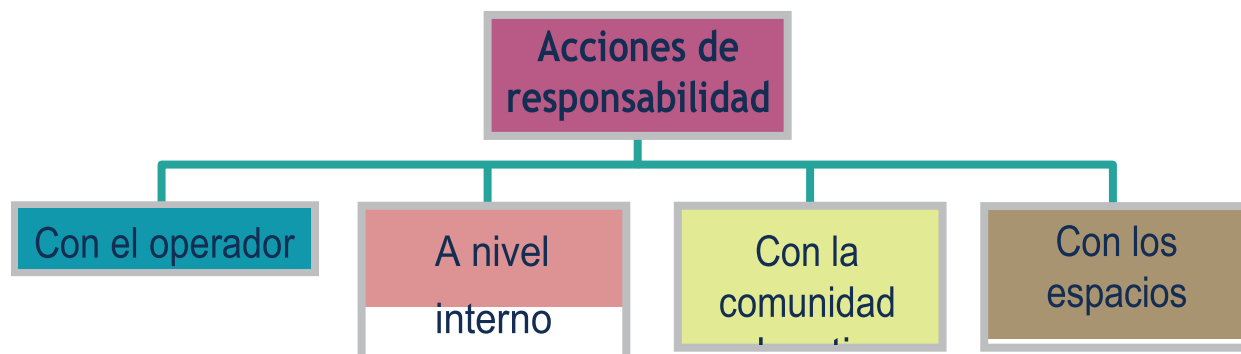 Acciones de
responsabilidad
Con el operador
A nivel
interno
Con la
comunidad
Con los
espacios